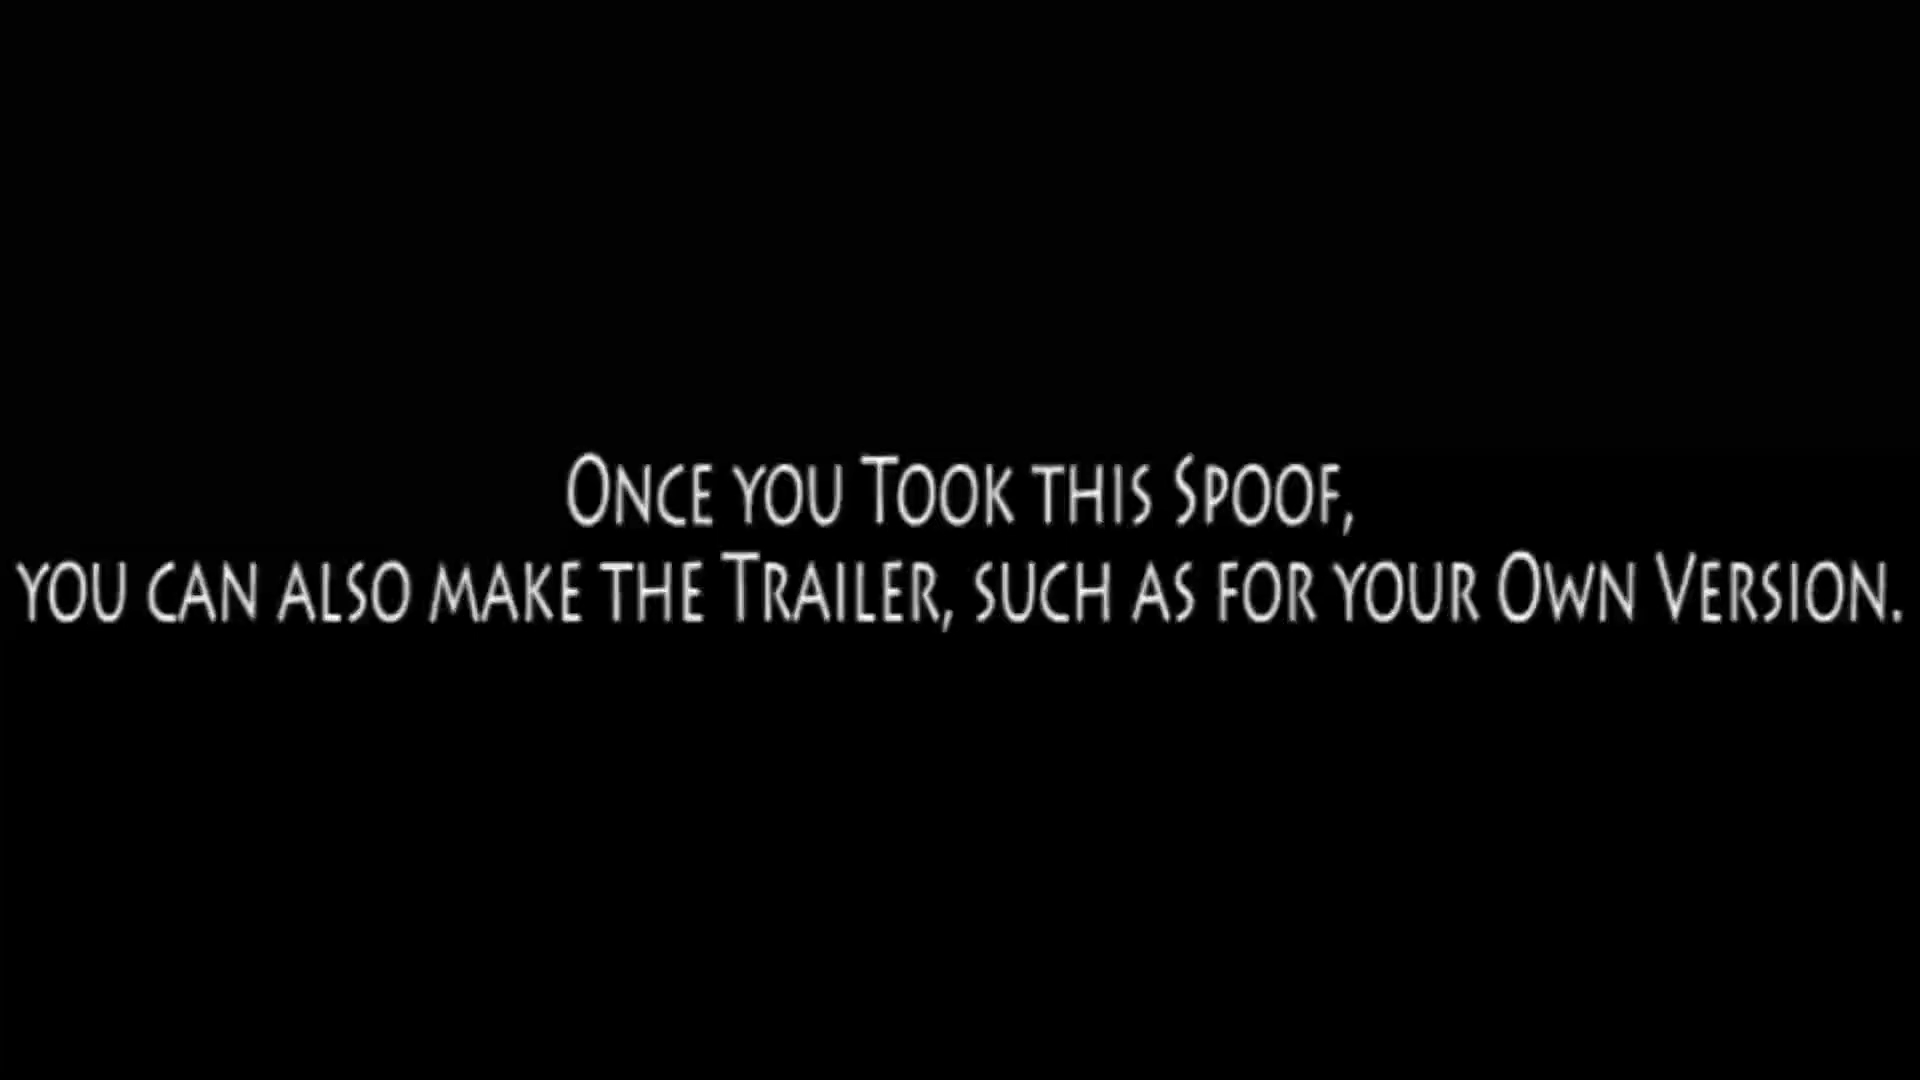 Once you Took this Spoof,
you can also make the Trailer, such as for your Own Version.